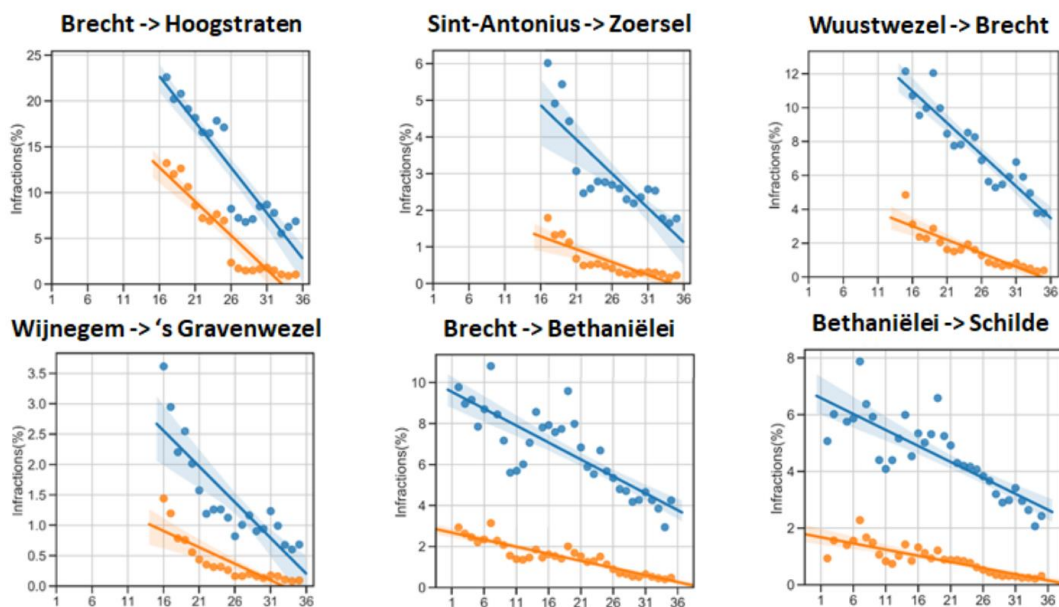 Brecht -> Hoogstraten
Sint-Antonius -> Zoersel
Wuustwezel -> Brecht
Infractions(%)
25
20
15
10
5
0
1 6 11 16 21 26 31 36
Infractions(%)
6
5
4
3
2
1
0
1 6 11 16 21 26 31 36
Infractions(%)
12
10
8
6
4
2
0
1 6 11 16 21 26 31 36
Wijnegem -> ‘s Gravenwezel
Brecht -> Bethaniëlei
Bethaniëlei -> Schilde
Infractions(%)
3.5
3.0
2.5
2.0
1.5
1.0
0.5
0.0
1 6 11 16 21 26 31 36
Infractions(%)
10
8
6
4
2
0
1 6 11 16 21 26 31 36
Infractions(%)
8
6
4
2
0
1 6 11 16 21 26 31 36